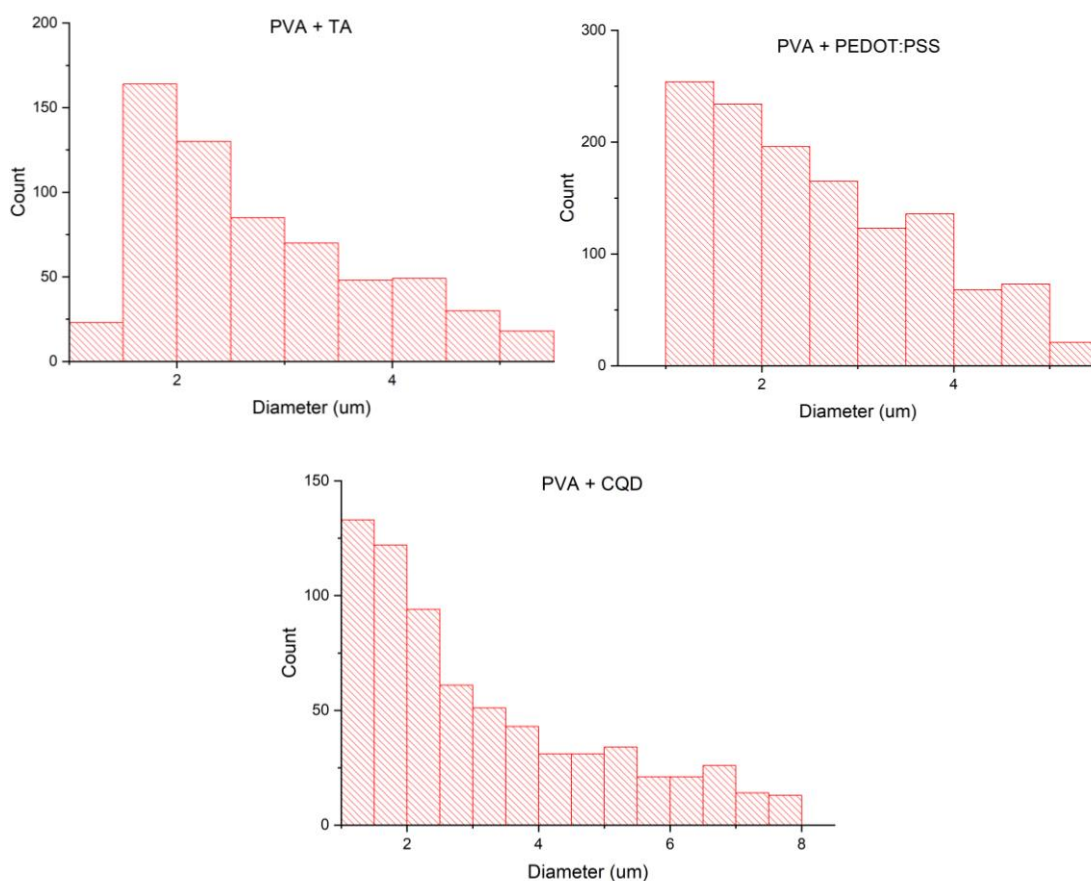 PVA + TA
200
150
100
50
0
Count
2
4
Diameter (um)
PVA + PEDOT:PSS
300
200
100
0
Count
2
4
Diameter (um)
PVA + CQD
150
100
50
0
Count
2
4
6
8
Diameter (um)